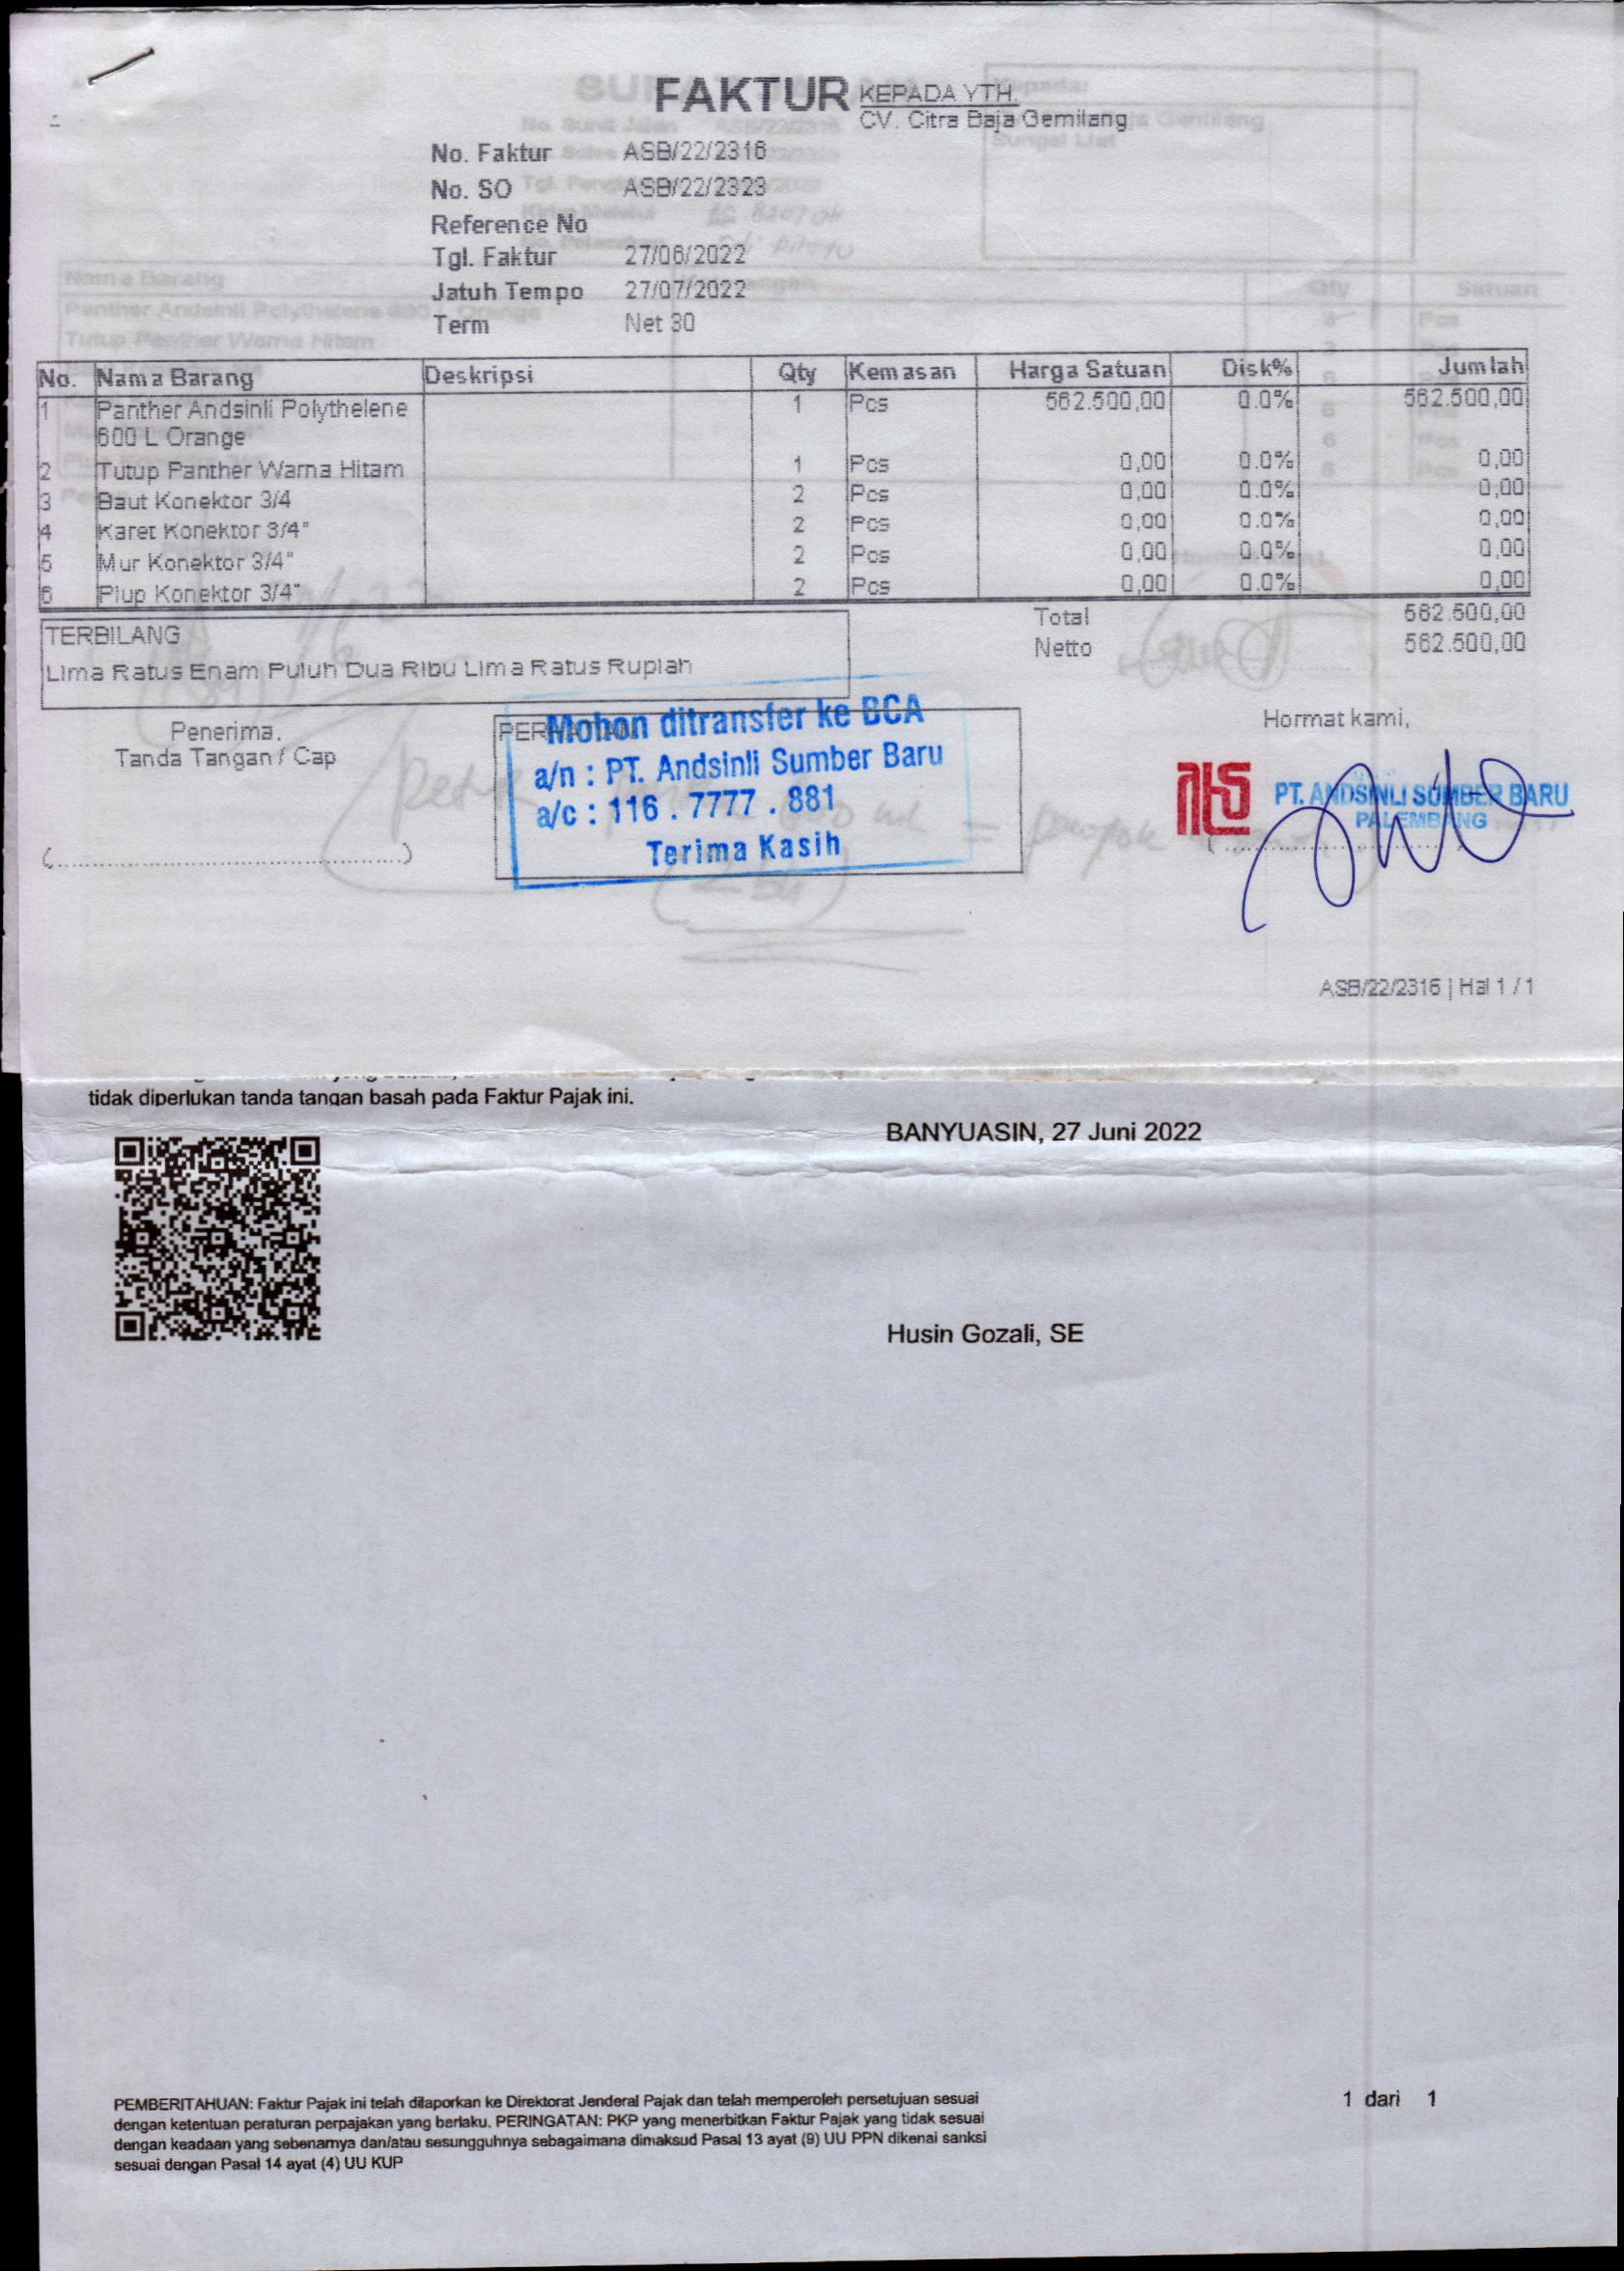 FAKTUR
KEPADA YTH.
CV. Citra Baja Gemilang
No. Faktur ASB/22/2316
No. SO ASB/22/2323
Reference No
Tgl. Faktur 27/06/2022
Jatuh Tempo 27/07/2022
Term Net 30
No. Nama Barang Deskripsi Qty Kemasan Harga Satuan Disk% Jumlah
1 Panther Andsinli Polythelene 1 Pcs 562.500,00 0.0% 562.500,00
600 L Orange
2 Tutup Panther Warna Hitam 1 Pcs 0,00 0.0% 0,00
3 Baut Konektor 3/4 2 Pcs 0,00 0.0% 0,00
4 Karet Konektor 3/4" 2 Pcs 0,00 0.0% 0,00
5 Mur Konektor 3/4" 2 Pcs 0,00 0.0% 0,00
6 Plup Konektor 3/4" 2 Pcs 0,00 0.0% 0,00
Total 562.500,00
Netto 562.500,00
TERBILANG
Lima Ratus Enam Puluh Dua Ribu Lima Ratus Rupiah
Penerima,
Tanda Tangan / Cap
(..........................................)
Mohon ditransfer ke BCA
a/n : PT. Andsinli Sumber Baru
a/c : 116 . 7777 . 881
Terima Kasih
Hormat kami,
PT. ANDSINLI SUMBER BARU
PALEMBANG
ASB/22/2316 | Hal 1 / 1
tidak diperlukan tanda tangan basah pada Faktur Pajak ini.
BANYUASIN, 27 Juni 2022
Husin Gozali, SE
PEMBERITAHUAN: Faktur Pajak ini telah dilaporkan ke Direktorat Jenderal Pajak dan telah memperoleh persetujuan sesuai
dengan ketentuan peraturan perpajakan yang berlaku. PERINGATAN: PKP yang menerbitkan Faktur Pajak yang tidak sesuai
dengan keadaan yang sebenarnya dan/atau sesungguhnya sebagaimana dimaksud Pasal 13 ayat (9) UU PPN dikenai sanksi
sesuai dengan Pasal 14 ayat (4) UU KUP
1 dari 1